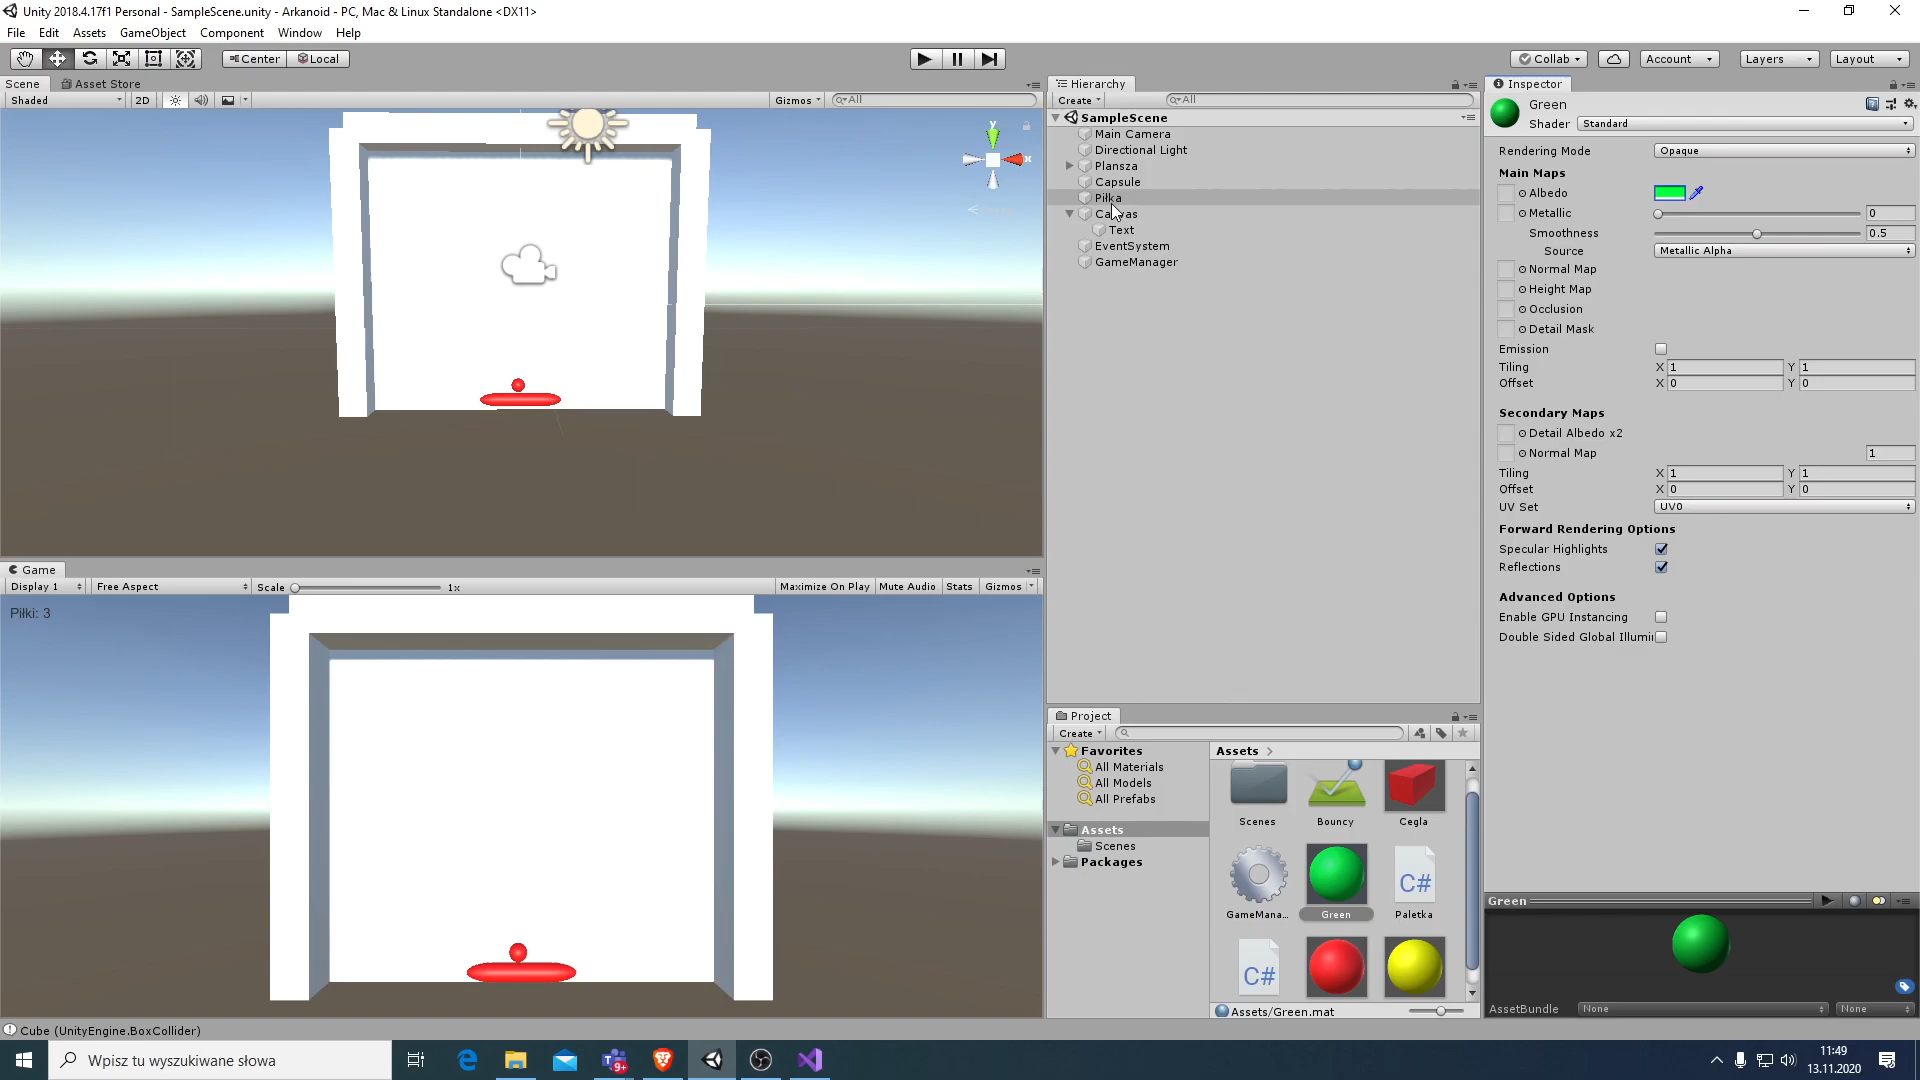 Unity 2018.4.17f1 Personal - SampleScene.unity - Arkanoid - PC, Mac & Linux Standalone <DX11>
File Edit Assets GameObject Component Window Help
Center Local Collab Account Layers Layout
Scene Asset Store
Shaded 2D Gizmos All
Hierarchy
Create All
SampleScene
Main Camera
Directional Light
Plansza
Capsule
Piłka
Canvas
Text
EventSystem
GameManager
y
x
Game
Display 1 Free Aspect Scale 1x Maximize On Play Mute Audio Stats Gizmos
Piłki: 3
Project
Create
Favorites
All Materials
All Models
All Prefabs
Assets
Scenes
Packages
Assets
Scenes Bouncy Cegla
GameMana... Green Paletka
C#
C#
Assets/Green.mat
Inspector
Green
Shader Standard
Rendering Mode Opaque
Main Maps
Albedo
Metallic 0
Smoothness 0.5
Source Metallic Alpha
Normal Map
Height Map
Occlusion
Detail Mask
Emission
Tiling X 1 Y 1
Offset X 0 Y 0
Secondary Maps
Detail Albedo x2
Normal Map 1
Tiling X 1 Y 1
Offset X 0 Y 0
UV Set UV0
Forward Rendering Options
Specular Highlights
Reflections
Advanced Options
Enable GPU Instancing
Double Sided Global Illumi
Green
AssetBundle None None
Cube (UnityEngine.BoxCollider)
Wpisz tu wyszukiwane słowa
9+
11:49
13.11.2020